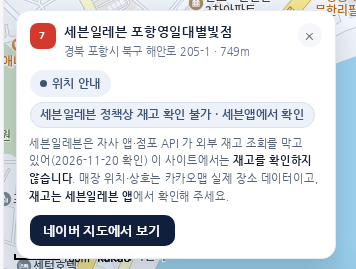 7
세븐일레븐 포항영일대별빛점
경북 포항시 북구 해안로 205-1 · 749m
×
위치 안내
세븐일레븐 정책상 재고 확인 불가 · 세븐앱에서 확인
세븐일레븐은 자사 앱·점포 API 가 외부 재고 조회를 막고
있어(2026-11-20 확인) 이 사이트에서는 재고를 확인하지
않습니다. 매장 위치·상호는 카카오맵 실제 장소 데이터이고,
재고는 세븐일레븐 앱에서 확인해 주세요.
네이버 지도에서 보기